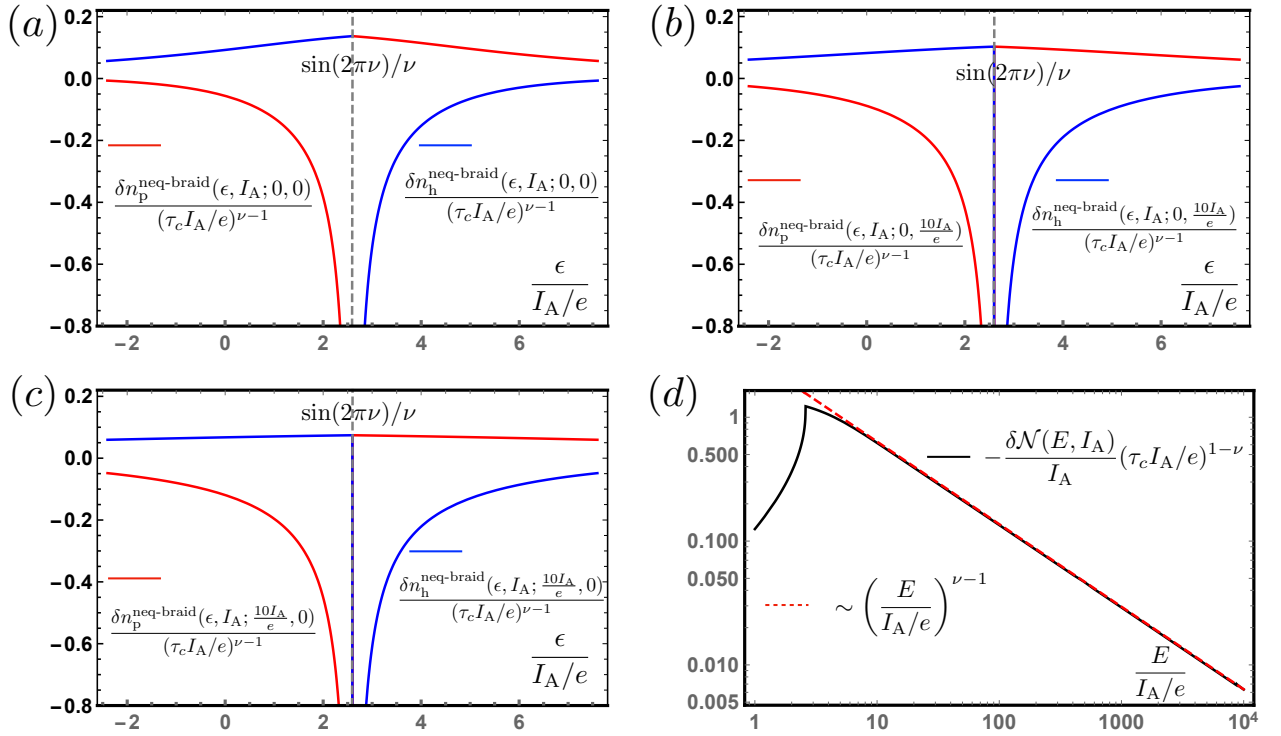 (a)
0.2
0.0
−0.2
−0.4
−0.6
−0.8
sin(2πν)/ν
δn_p^neq-braid(ϵ, I_A; 0, 0)
(τ_c I_A/e)^ν−1
δn_h^neq-braid(ϵ, I_A; 0, 0)
(τ_c I_A/e)^ν−1
ϵ
I_A/e
−2 0 2 4 6
(b)
0.2
0.0
−0.2
−0.4
−0.6
−0.8
sin(2πν)/ν
δn_p^neq-braid(ϵ, I_A; 0, 10I_A/e)
(τ_c I_A/e)^ν−1
δn_h^neq-braid(ϵ, I_A; 0, 10I_A/e)
(τ_c I_A/e)^ν−1
ϵ
I_A/e
−2 0 2 4 6
(c)
0.2
0.0
−0.2
−0.4
−0.6
−0.8
sin(2πν)/ν
δn_p^neq-braid(ϵ, I_A; 10I_A/e, 0)
(τ_c I_A/e)^ν−1
δn_h^neq-braid(ϵ, I_A; 10I_A/e, 0)
(τ_c I_A/e)^ν−1
ϵ
I_A/e
−2 0 2 4 6
(d)
1
0.500
0.100
0.050
0.010
0.005
−δN(E, I_A)/I_A (τ_c I_A/e)^1−ν
∼ (E/(I_A/e))^ν−1
E
I_A/e
1 10 100 1000 10^4